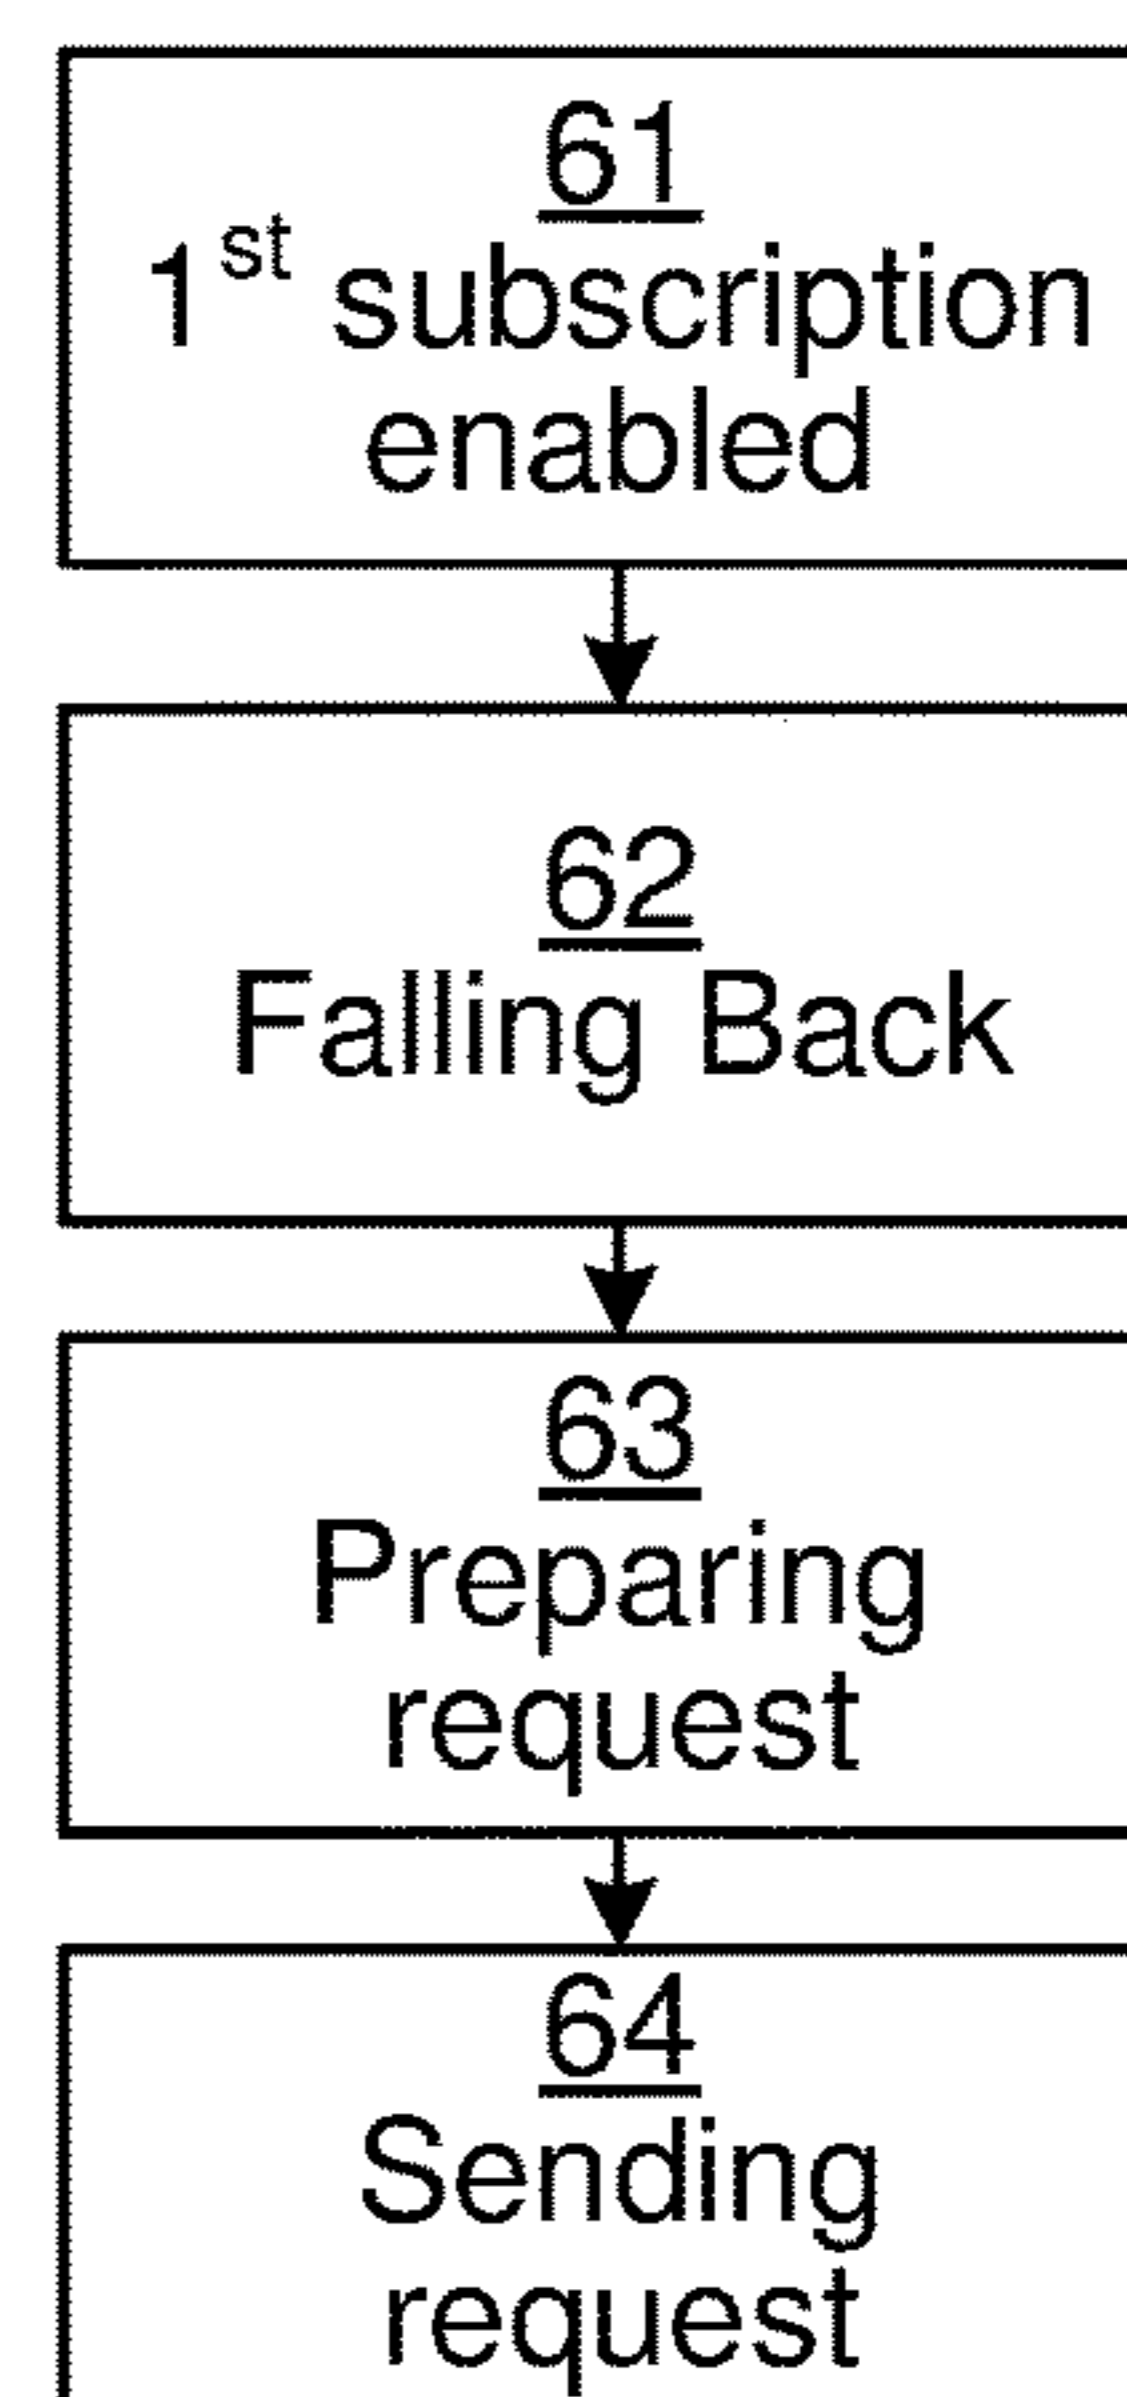 61
1st subscription
enabled
62
Falling Back
63
Preparing
request
64
Sending
request